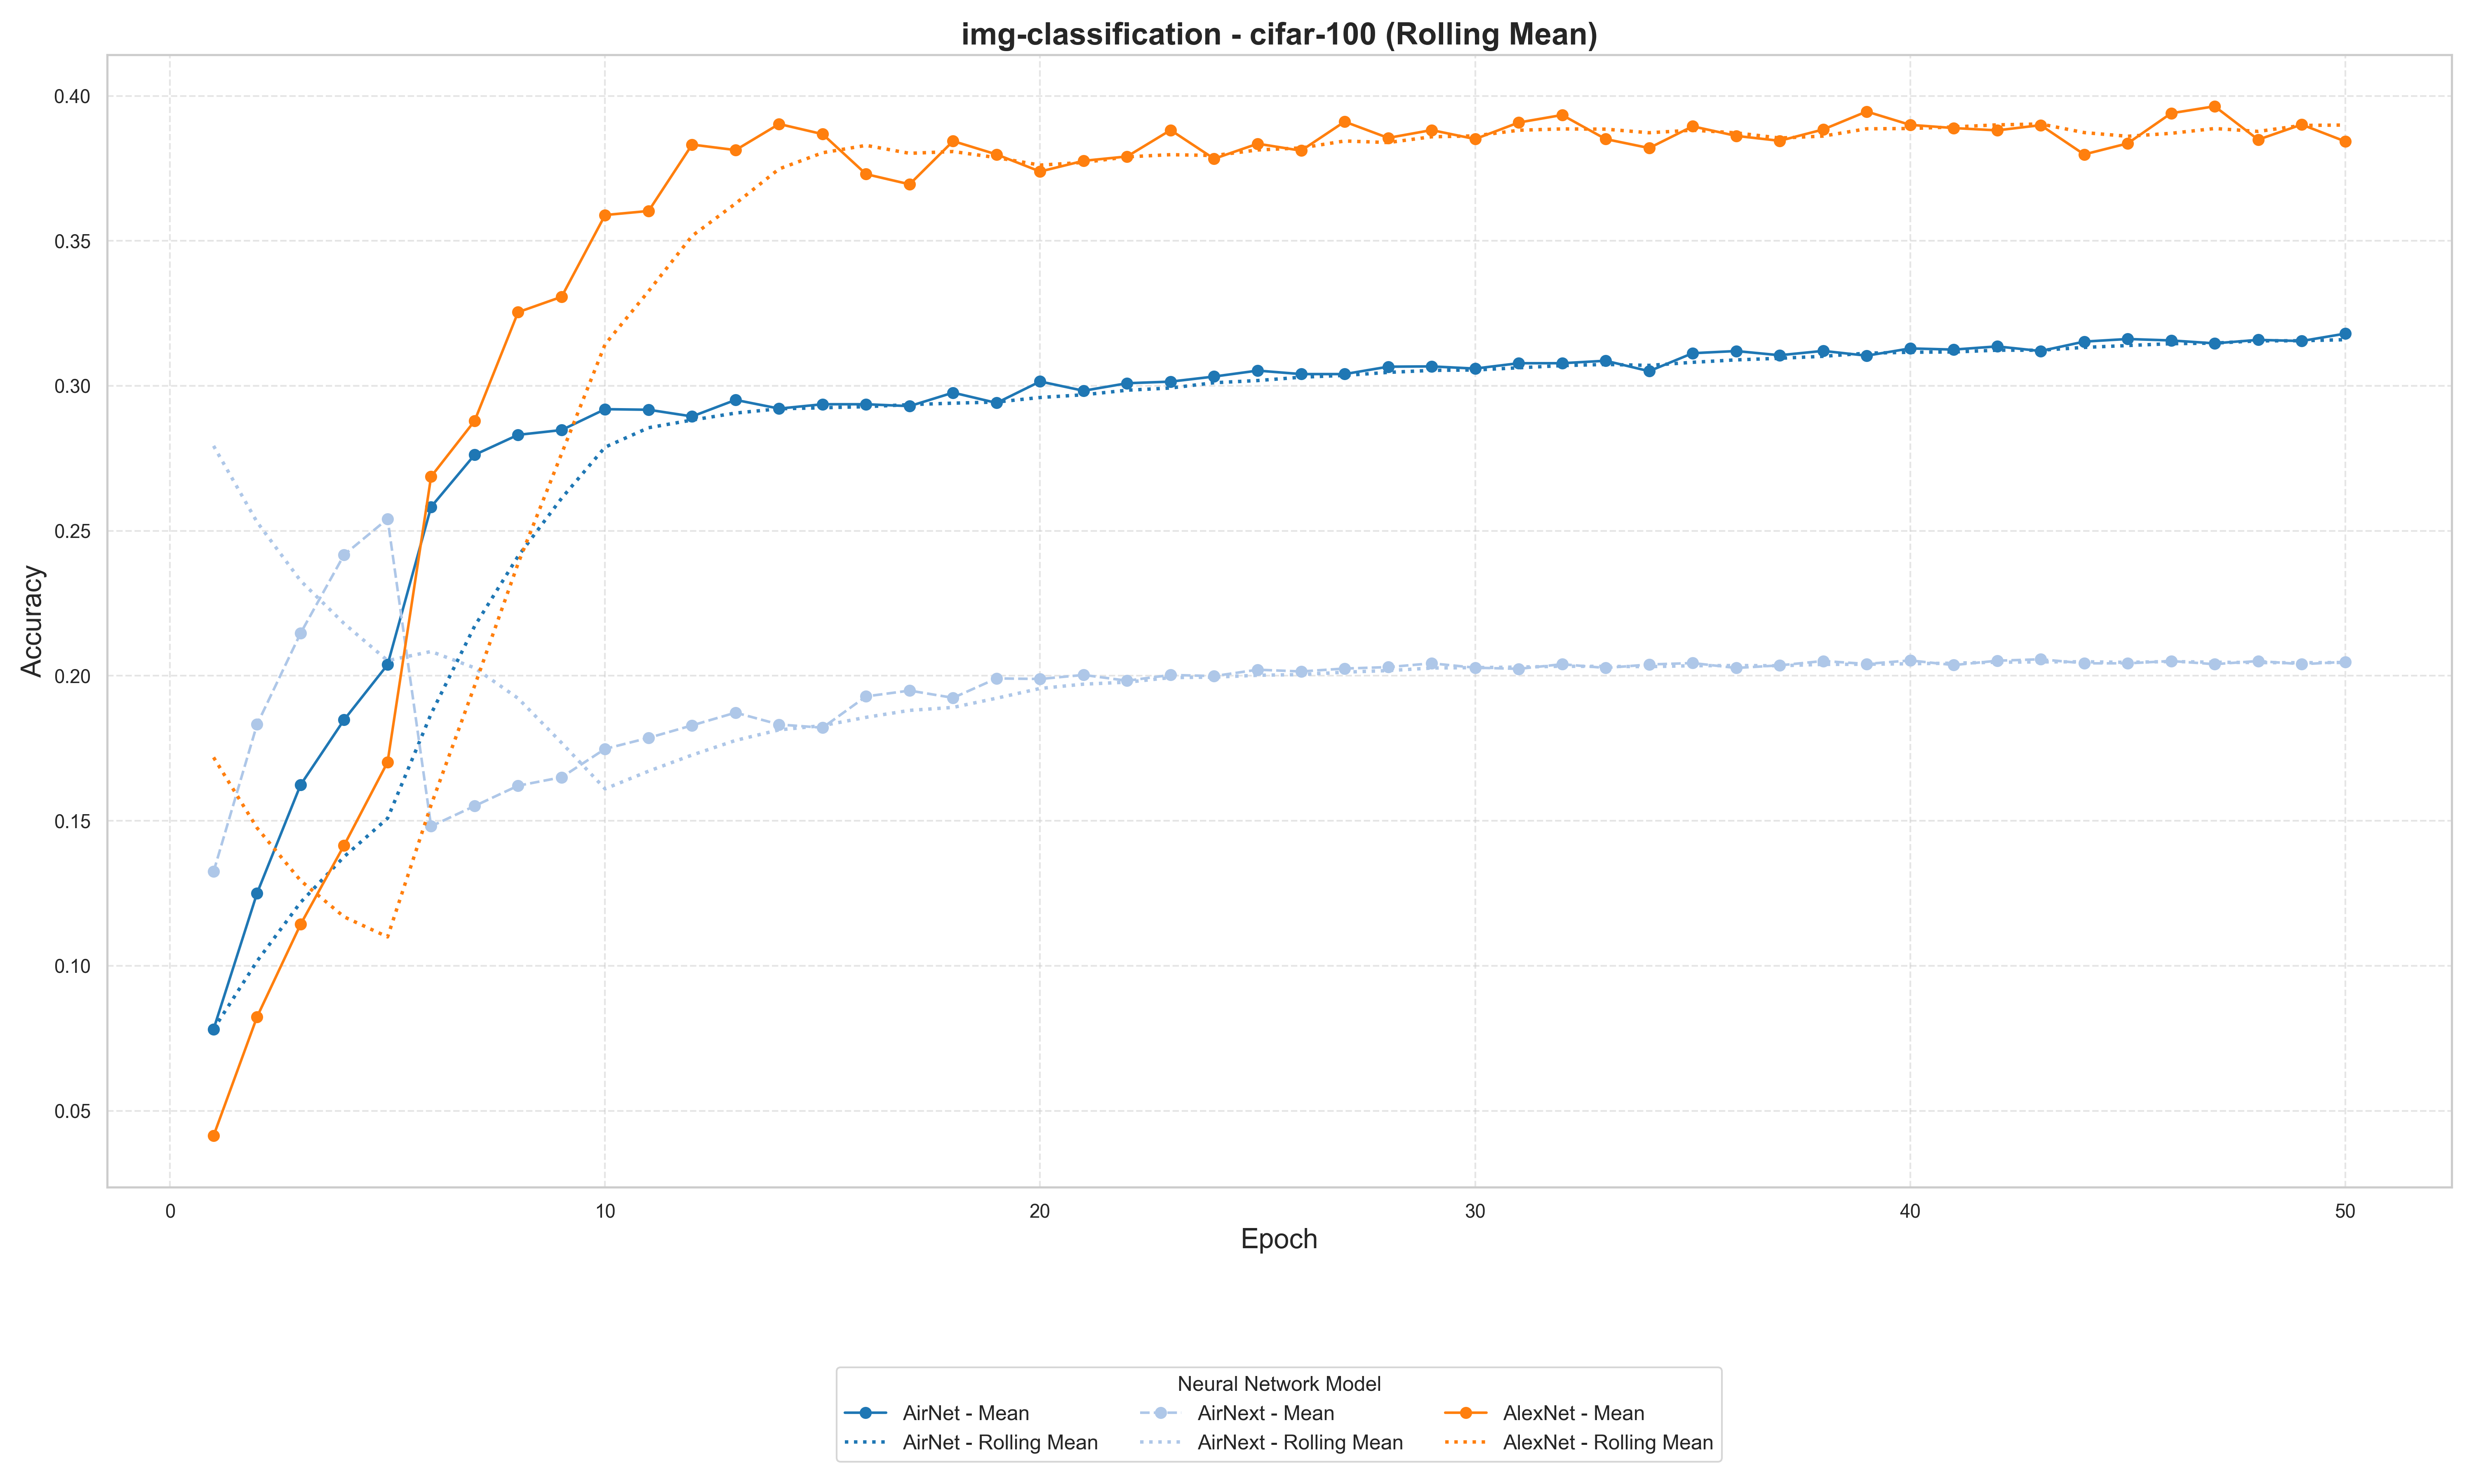 img-classification - cifar-100 (Rolling Mean)
Accuracy
0.40
0.35
0.30
0.25
0.20
0.15
0.10
0.05
0 10 20 30 40 50
Epoch
Neural Network Model
AirNet - Mean AirNext - Mean AlexNet - Mean
AirNet - Rolling Mean AirNext - Rolling Mean AlexNet - Rolling Mean